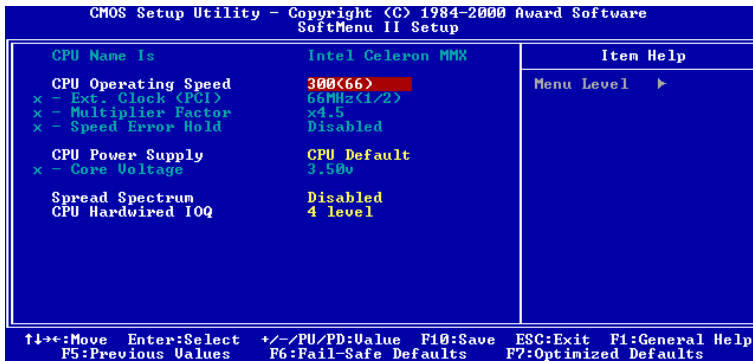 CMOS Setup Utility - Copyright (C) 1984-2000 Award Software
SoftMenu II Setup
CPU Name Is Intel Celeron MMX
Item Help
CPU Operating Speed 300(66)
Menu Level ►
x - Ext. Clock (PCI) 66MHz(1/2)
x - Multiplier Factor x4.5
x - Speed Error Hold Disabled
CPU Power Supply CPU Default
x - Core Voltage 3.50v
Spread Spectrum Disabled
CPU Hardwired IOQ 4 level
↑↓→←:Move Enter:Select +/-/PU/PD:Value F10:Save ESC:Exit F1:General Help
F5:Previous Values F6:Fail-Safe Defaults F7:Optimized Defaults